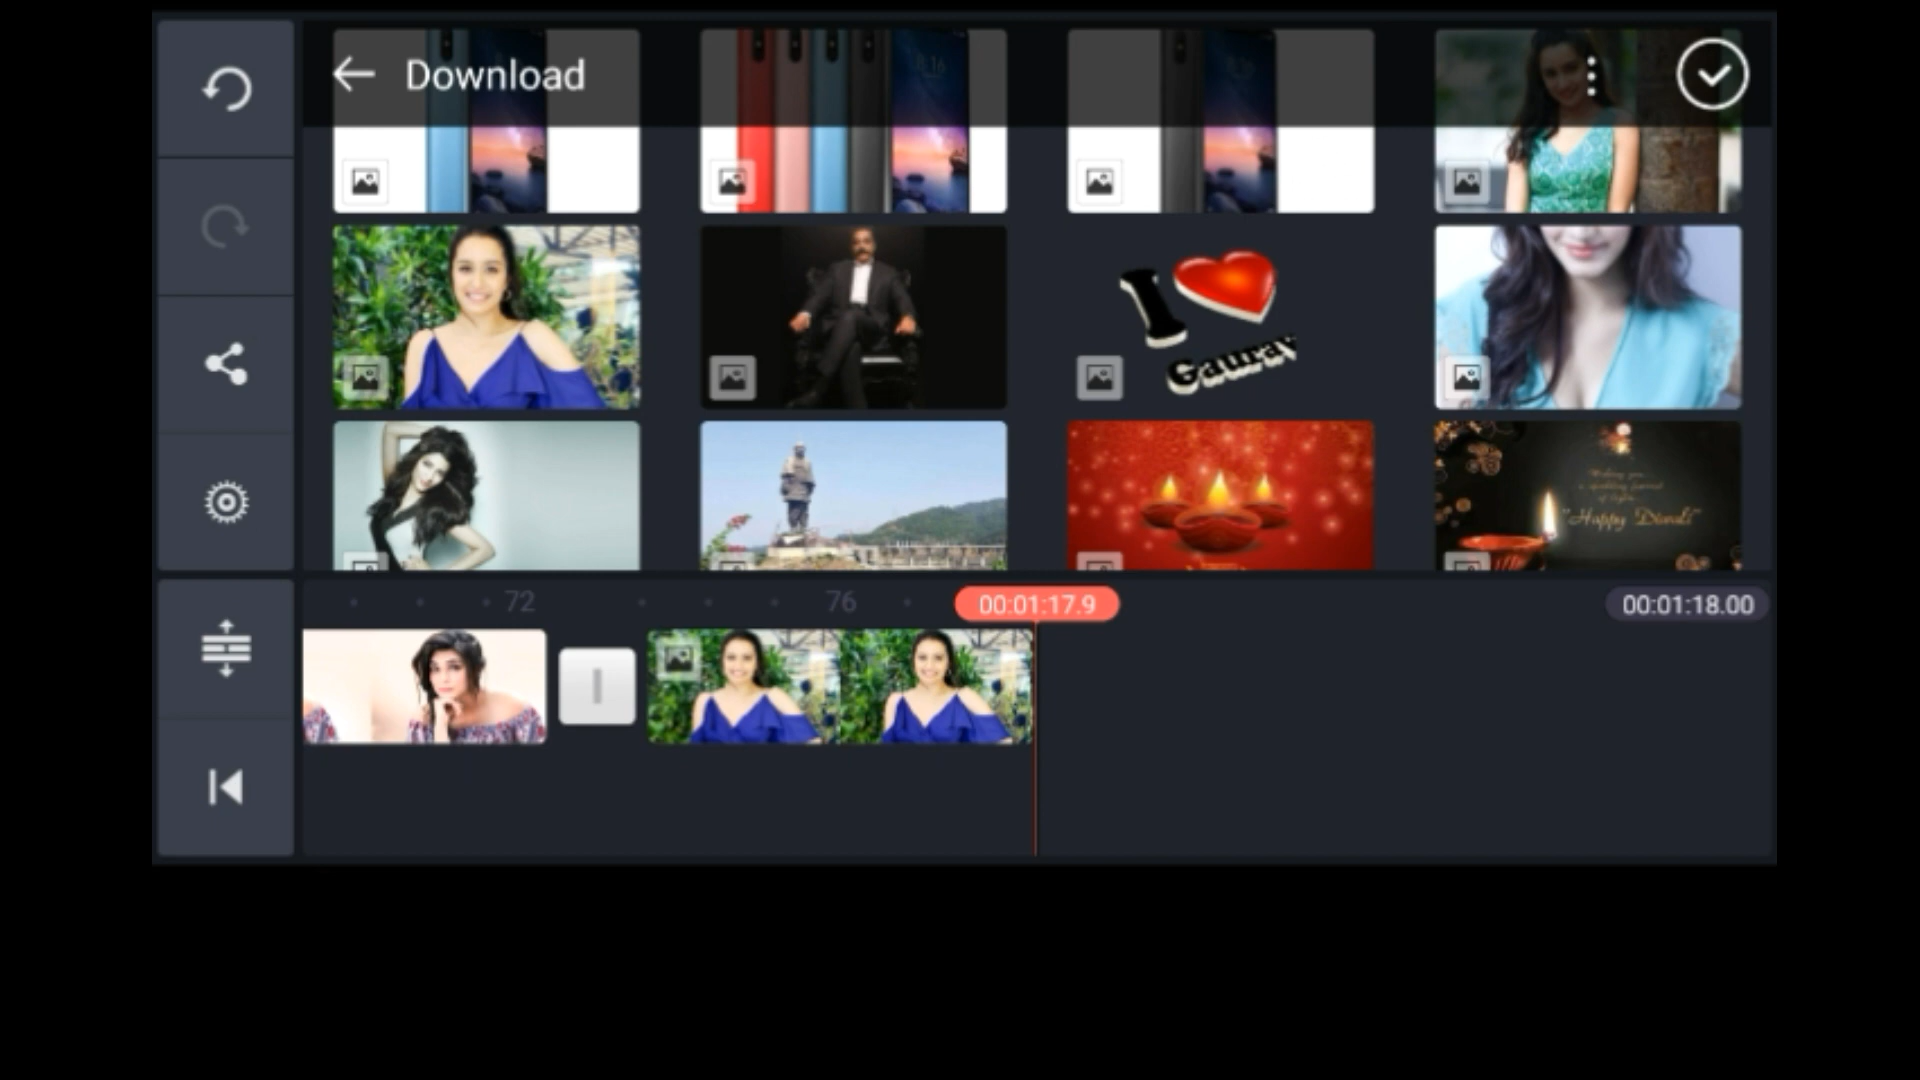 Download
I
Gaurav
"Happy Diwali"
72
76
00:01:17.9
00:01:18.00